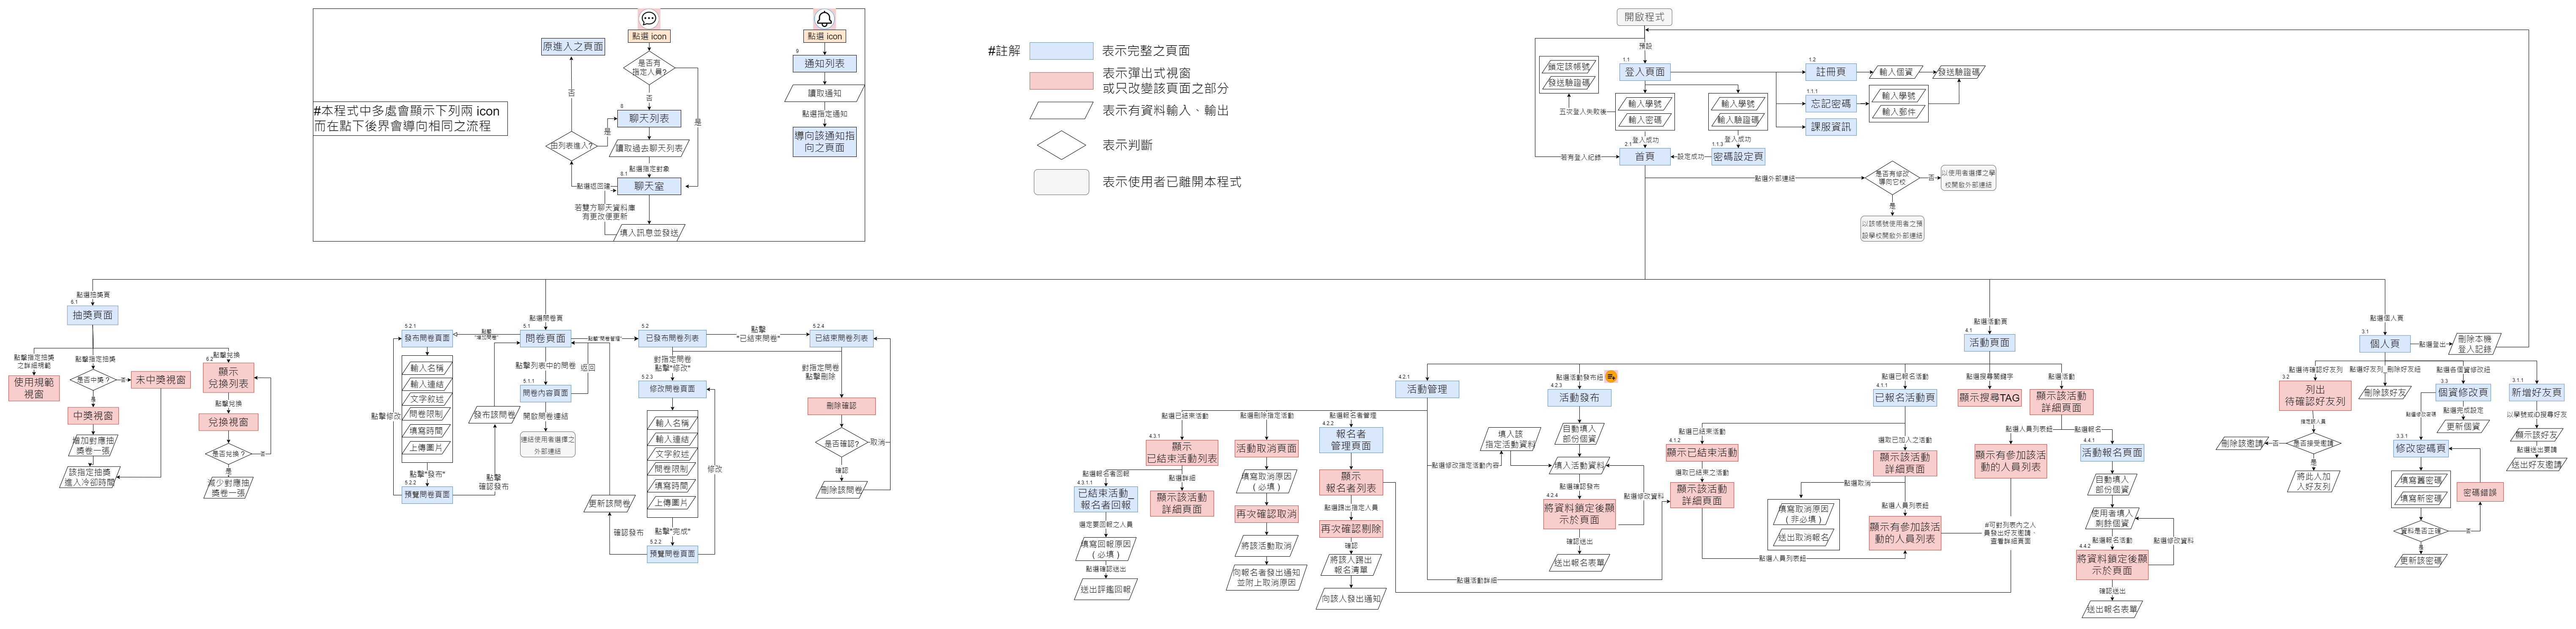 點選 icon
是否有
指定人員?
原進入之頁面
否
是
8
聊天列表
由列表進入?
是
否
讀取過去聊天列表
點選指定對象
8.1
聊天室
點選返回鍵
若雙方聊天資料庫
有更改便更新
填入訊息並發送
點選 icon
9
通知列表
讀取通知
點選指定通知
導向該通知指
向之頁面
#本程式中多處會顯示下列兩 icon
而在點下後界會導向相同之流程
#註解
表示完整之頁面
表示彈出式視窗
或只改變該頁面之部分
表示有資料輸入、輸出
表示判斷
表示使用者已離開本程式
開啟程式
預設
1.1
登入頁面
鎖定該帳號
發送驗證碼
五次登入失敗後
輸入學號
輸入密碼
登入成功
輸入學號
輸入驗證碼
登入成功
1.1.3
密碼設定頁
設定成功
若有登入紀錄
2.1
首頁
1.2
註冊頁
輸入個資
發送驗證碼
1.1.1
忘記密碼
輸入學號
輸入郵件
課服資訊
點選外部連結
是否有修改
導向它校
否
以使用者選擇之學
校開啟外部連結
是
以該帳號使用者之預
設學校開啟外部連結
點選抽獎頁
6.1
抽獎頁面
點擊指定抽獎
之詳細規範
使用規範
視窗
點擊指定抽獎
是否中獎？
否
未中獎視窗
是
中獎視窗
增加對應抽
獎卷一張
該指定抽獎
進入冷卻時間
點擊兌換
6.2
顯示
兌換列表
點擊兌換
兌換視窗
是否兌換？
否
是
減少對應抽
獎卷一張
點選問卷頁
5.1
問卷頁面
點擊
"增加問卷"
5.2.1
發布問卷頁面
輸入名稱
輸入連結
文字敘述
問卷限制
填寫時間
上傳圖片
點擊"發布"
5.2.2
預覽問卷頁面
點擊修改
點擊
確認發布
發布該問卷
點擊列表中的問卷
返回
5.1.1
問卷內容頁面
開啟問卷連結
連結使用者選擇之
外部連結
點擊"問卷管理"
5.2
已發布問卷列表
點擊
"已結束問卷"
5.2.4
已結束問卷列表
對指定問卷
點擊"修改"
5.2.3
修改問卷頁面
輸入名稱
輸入連結
文字敘述
問卷限制
填寫時間
上傳圖片
點擊"完成"
5.2.2
預覽問卷頁面
修改
確認發布
更新該問卷
對指定問卷
點擊刪除
刪除確認
是否確認?
取消
確認
刪除該問卷
點選活動頁
4.1
活動頁面
4.2.1
活動管理
點選已結束活動
4.3.1
顯示
已結束活動列表
點選報名者回報
4.3.1.1
已結束活動_
報名者回報
選定要回報之人員
填寫回報原因
（必填）
點選確認送出
送出評鑑回報
點選詳細
顯示該活動
詳細頁面
點選刪除指定活動
活動取消頁面
填寫取消原因
（必填）
再次確認取消
將該活動取消
向報名者發出通知
並附上取消原因
點選報名者管理
4.2.2
報名者
管理頁面
顯示
報名者列表
點選踢出指定人員
再次確認剔除
確認
將該人踢出
報名清單
向該人發出通知
點選修改指定活動內容
填入該
指定活動資料
點選活動詳細
點選活動發布鈕
4.2.3
活動發布
自動填入
部份個資
填入活動資料
點選確認發布
點選修改資料
4.2.4
將資料鎖定後顯
示於頁面
確認送出
送出報名表單
點選已報名活動
4.1.1
已報名活動頁
點選已結束活動
4.1.2
顯示已結束活動
選取已結束之活動
顯示該活動
詳細頁面
點選人員列表鈕
選取已加入之活動
顯示該活動
詳細頁面
點選取消
填寫取消原因
（非必填）
送出取消報名
點選人員列表鈕
顯示有參加該活
動的人員列表
#可對列表內之人
員發出好友邀請、
查看詳細頁面
點選搜尋關鍵字
顯示搜尋TAG
點選活動
顯示該活動
詳細頁面
點選人員列表鈕
顯示有參加該活
動的人員列表
點選報名
4.4.1
活動報名頁面
自動填入
部份個資
使用者填入
剩餘個資
點選報名活動
點選修改資料
4.4.2
將資料鎖定後顯
示於頁面
確認送出
送出報名表單
點選個人頁
3.1
個人頁
點選登出
刪除本機
登入記錄
點選待確認好友列
3.2
列出
待確認好友列
指定該人員
是否接受邀請
否
刪除該邀請
是
將此人加
入好友列
點選好友列_刪除好友鈕
刪除該好友
點選各個資修改鈕
3.3
個資修改頁
點選完成設定
更新個資
點選修改密碼
3.3.1
修改密碼頁
填寫舊密碼
填寫新密碼
資料是否正確
否
密碼錯誤
是
更新該密碼
點選好友
3.1.1
新增好友頁
以學號或ID搜尋好友
顯示該好友
點選送出要請
送出好友邀請